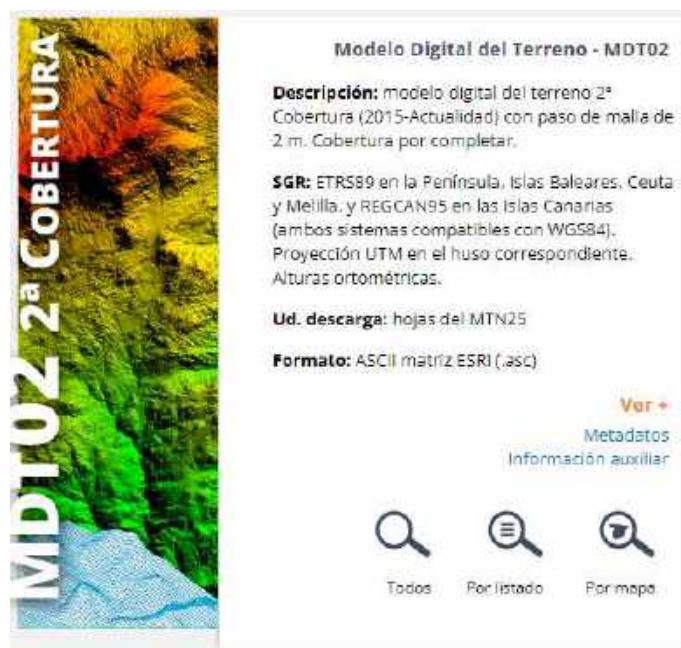 MDT02 2ª COBERTURA
Modelo Digital del Terreno - MDT02
Descripción: modelo digital del terreno 2ª
Cobertura (2015-Actualidad) con paso de malla de
2 m. Cobertura por completar.
SGR: ETRS89 en la Península, Islas Baleares, Ceuta
y Melilla, y REGCAN95 en las Islas Canarias
(ambos sistemas compatibles con WGS84).
Proyección UTM en el huso correspondiente.
Alturas ortométricas.
Ud. descarga: hojas del MTN25
Formato: ASCII matriz ESRI (.asc)
Ver +
Metadatos
Información auxiliar
Todos Por listado Por mapa